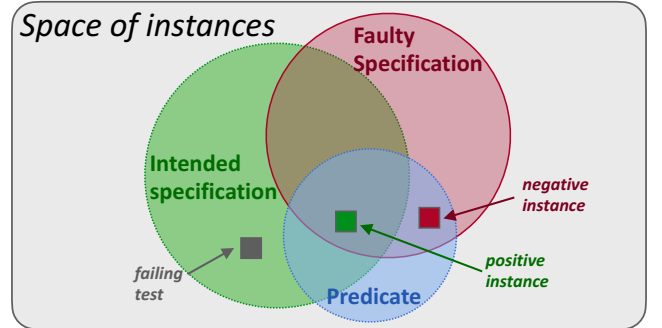 Space of instances
Faulty
Specification
Intended
specification
negative
instance
failing
test
positive
instance
Predicate